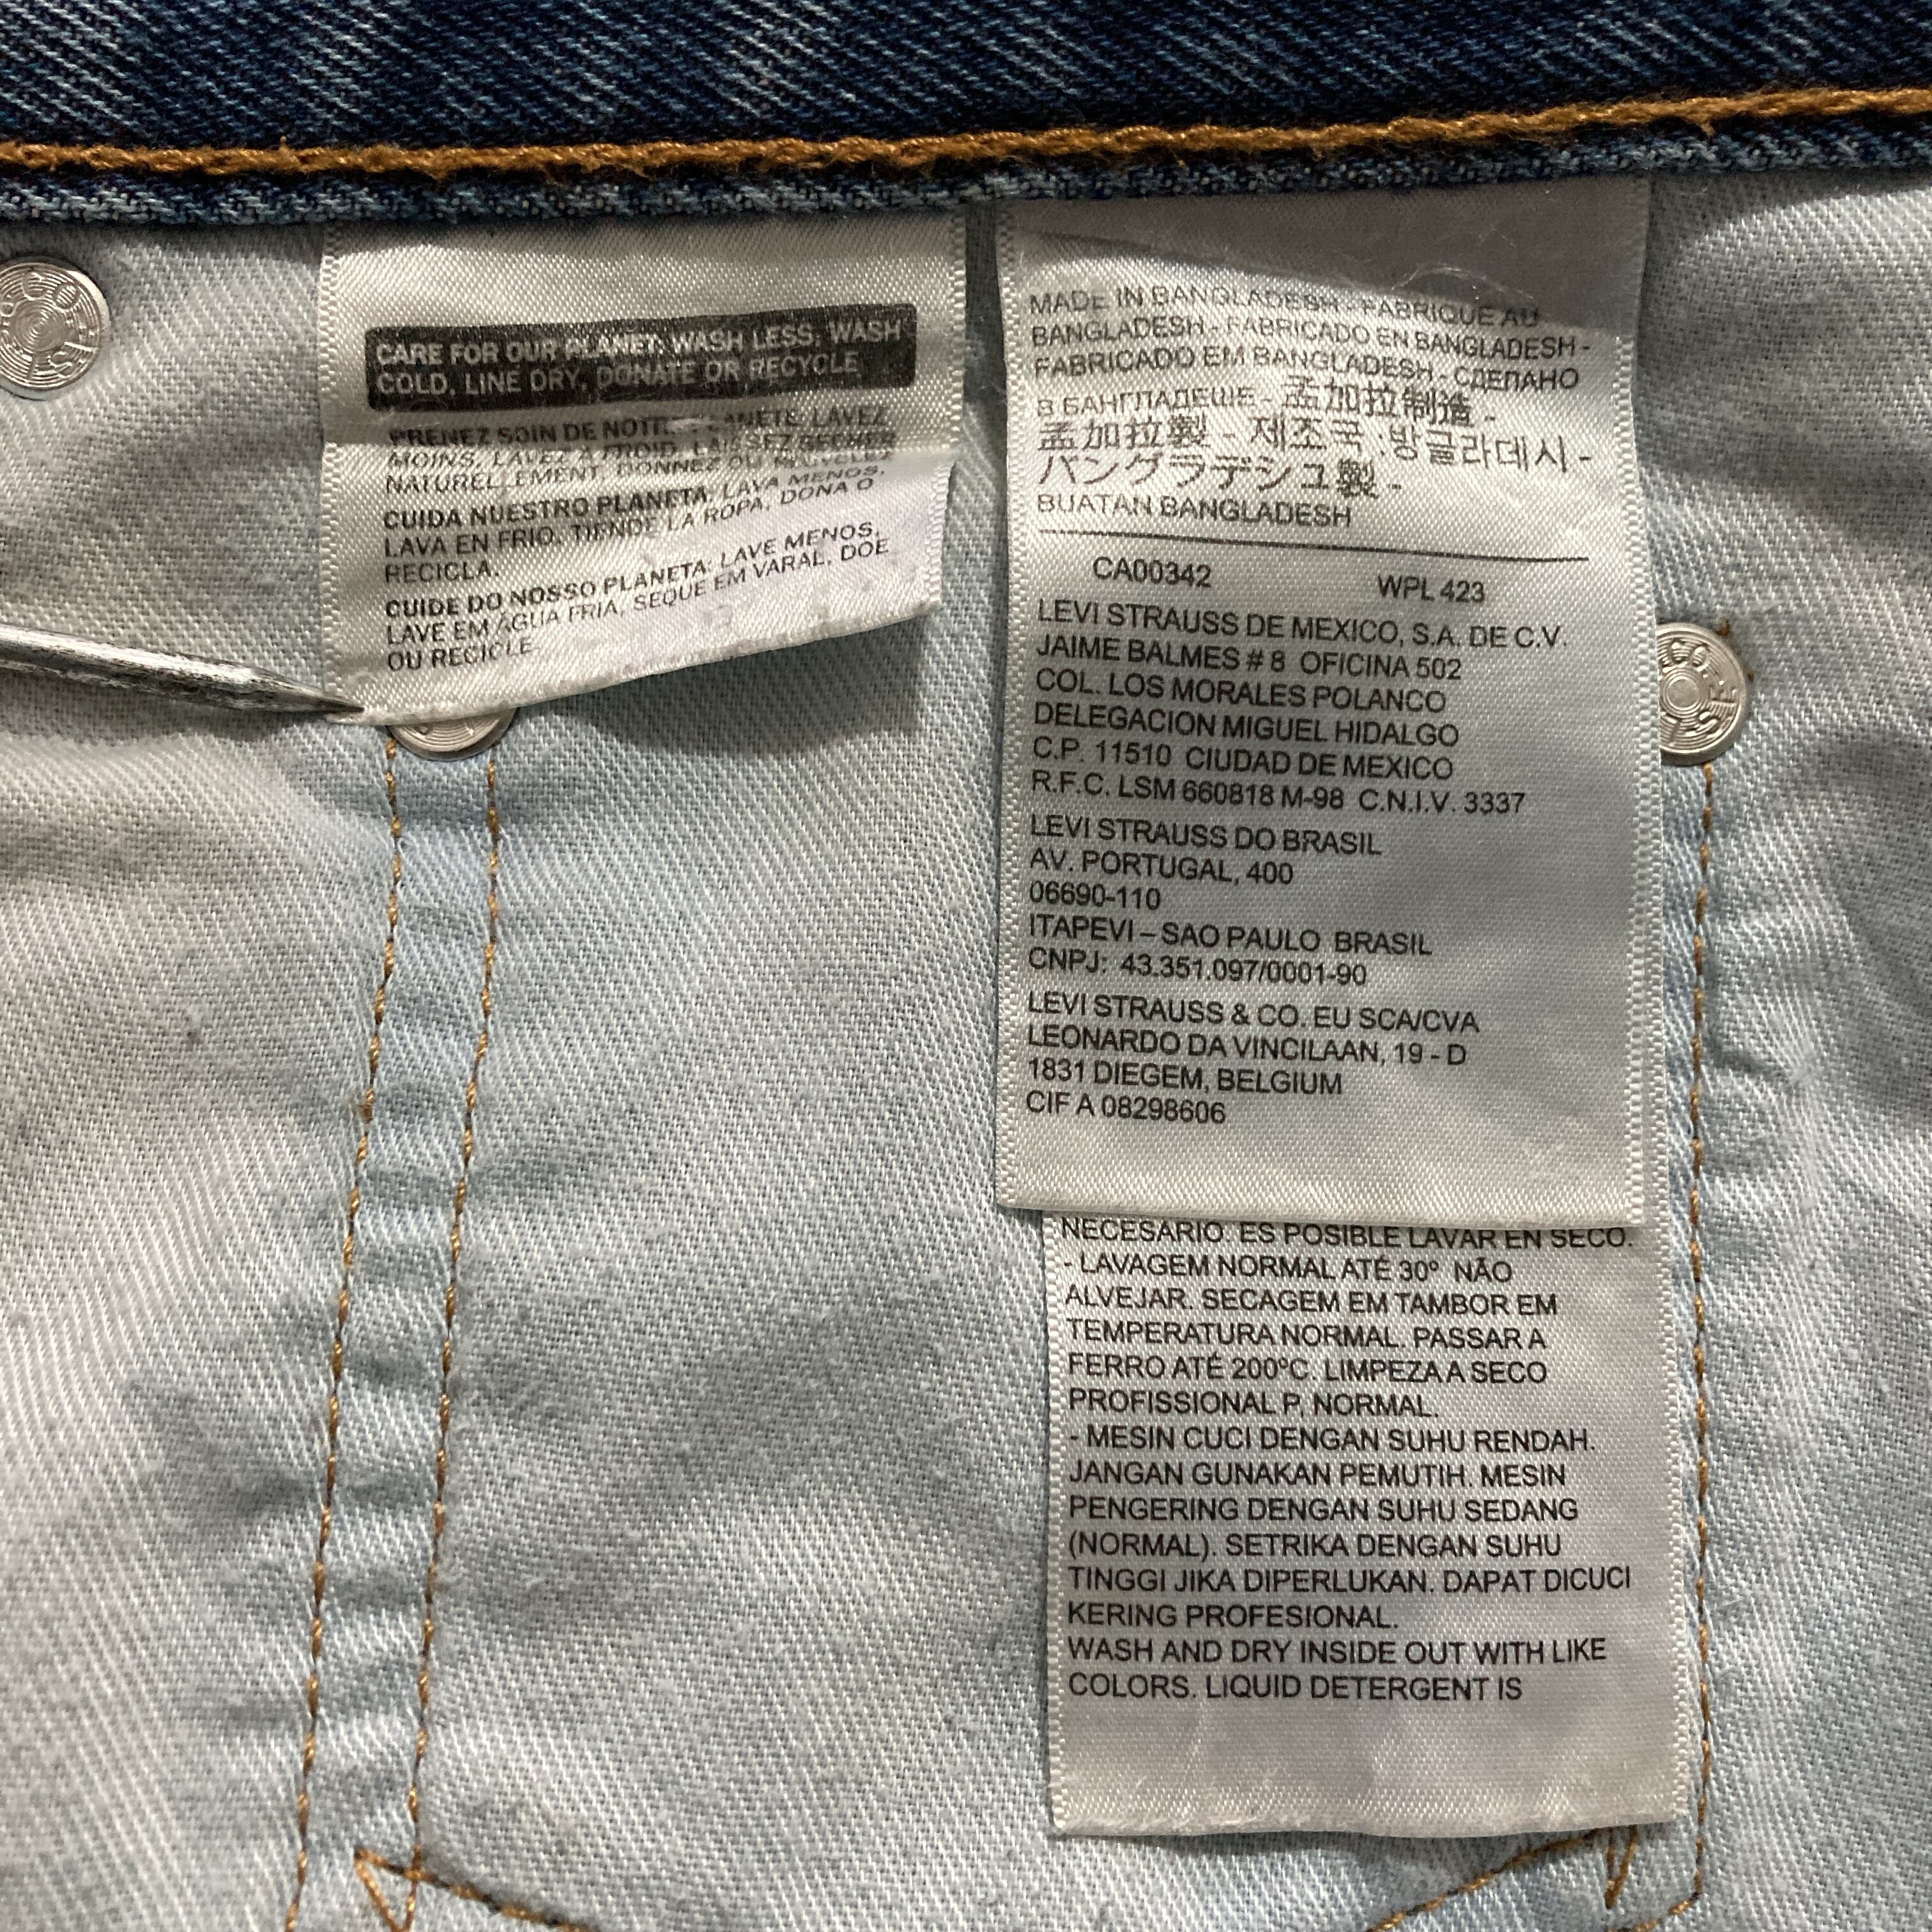 CARE FOR OUR PLANET: WASH LESS, WASH
COLD, LINE DRY, DONATE OR RECYCLE
PRENEZ SOIN DE LAVEZ
MOINS, LAVEZ À FROID,
NATURELLEMENT, DONNEZ OU
CUIDA NUESTRO PLANETA: LAVA MENOS,
LAVA EN FRIO, TIENDE LA ROPA, DONA O
RECICLA.
CUIDE DO NOSSO PLANETA: LAVE MENOS,
LAVE EM ÁGUA FRIA, SEQUE EM VARAL, DOE
OU RECICLE.
MADE IN BANGLADESH - FABRIQUE AU
BANGLADESH - FABRICADO EN BANGLADESH -
FABRICADO EM BANGLADESH - СДЕЛАНО
В БАНГЛАДЕШЕ - 孟加拉制造 -
孟加拉製 - 제조국 :방글라데시 -
バングラデシュ製 -
BUATAN BANGLADESH
CA00342 WPL 423
LEVI STRAUSS DE MEXICO, S.A. DE C.V.
JAIME BALMES # 8 OFICINA 502
COL. LOS MORALES POLANCO
DELEGACION MIGUEL HIDALGO
C.P. 11510 CIUDAD DE MEXICO
R.F.C. LSM 660818 M-98 C.N.I.V. 3337
LEVI STRAUSS DO BRASIL
AV. PORTUGAL, 400
06690-110
ITAPEVI – SAO PAULO BRASIL
CNPJ: 43.351.097/0001-90
LEVI STRAUSS & CO. EU SCA/CVA
LEONARDO DA VINCILAAN, 19 - D
1831 DIEGEM, BELGIUM
CIF A 08298606
NECESARIO. ES POSIBLE LAVAR EN SECO.
- LAVAGEM NORMAL ATÉ 30º NÃO
ALVEJAR. SECAGEM EM TAMBOR EM
TEMPERATURA NORMAL. PASSAR A
FERRO ATÉ 200ºC. LIMPEZA A SECO
PROFISSIONAL P, NORMAL.
- MESIN CUCI DENGAN SUHU RENDAH.
JANGAN GUNAKAN PEMUTIH. MESIN
PENGERING DENGAN SUHU SEDANG
(NORMAL). SETRIKA DENGAN SUHU
TINGGI JIKA DIPERLUKAN. DAPAT DICUCI
KERING PROFESIONAL.
WASH AND DRY INSIDE OUT WITH LIKE
COLORS. LIQUID DETERGENT IS